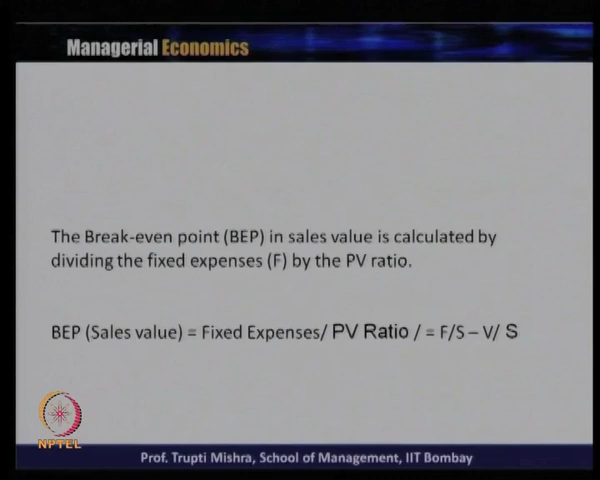 Managerial Economics
The Break-even point (BEP) in sales value is calculated by
dividing the fixed expenses (F) by the PV ratio.
BEP (Sales value) = Fixed Expenses/ PV Ratio / = F/S – V/ S
NPTEL
Prof. Trupti Mishra, School of Management, IIT Bombay